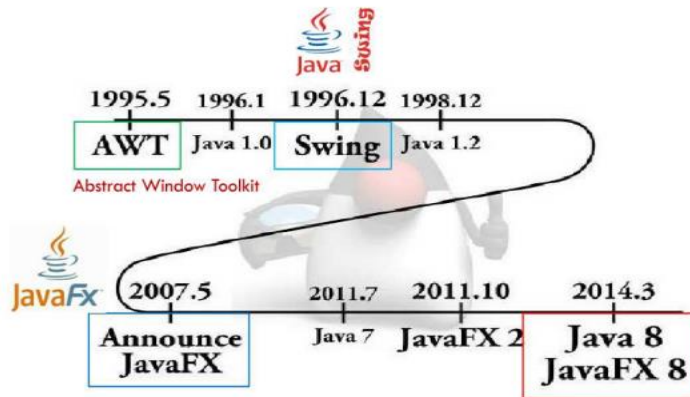 Java Swing
1995.5 1996.1 1996.12 1998.12
AWT Java 1.0 Swing Java 1.2
Abstract Window Toolkit
JavaFx
2007.5 2011.7 2011.10 2014.3
Announce Java 7 JavaFX 2 Java 8
JavaFX JavaFX 8